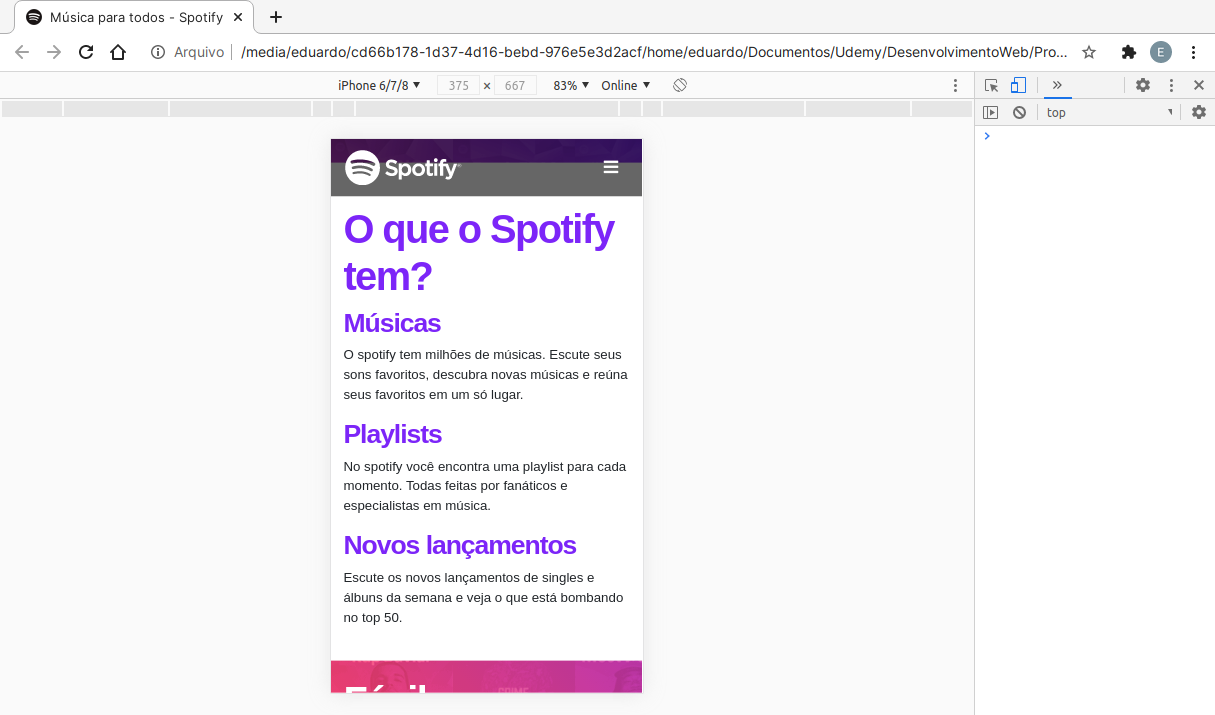 Música para todos - Spotify
Arquivo | /media/eduardo/cd66b178-1d37-4d16-bebd-976e5e3d2acf/home/eduardo/Documentos/Udemy/DesenvolvimentoWeb/Pro...
E
iPhone 6/7/8 375 × 667 83% Online
top
Spotify
O que o Spotify
tem?
Músicas
O spotify tem milhões de músicas. Escute seus
sons favoritos, descubra novas músicas e reúna
seus favoritos em um só lugar.
Playlists
No spotify você encontra uma playlist para cada
momento. Todas feitas por fanáticos e
especialistas em música.
Novos lançamentos
Escute os novos lançamentos de singles e
álbuns da semana e veja o que está bombando
no top 50.